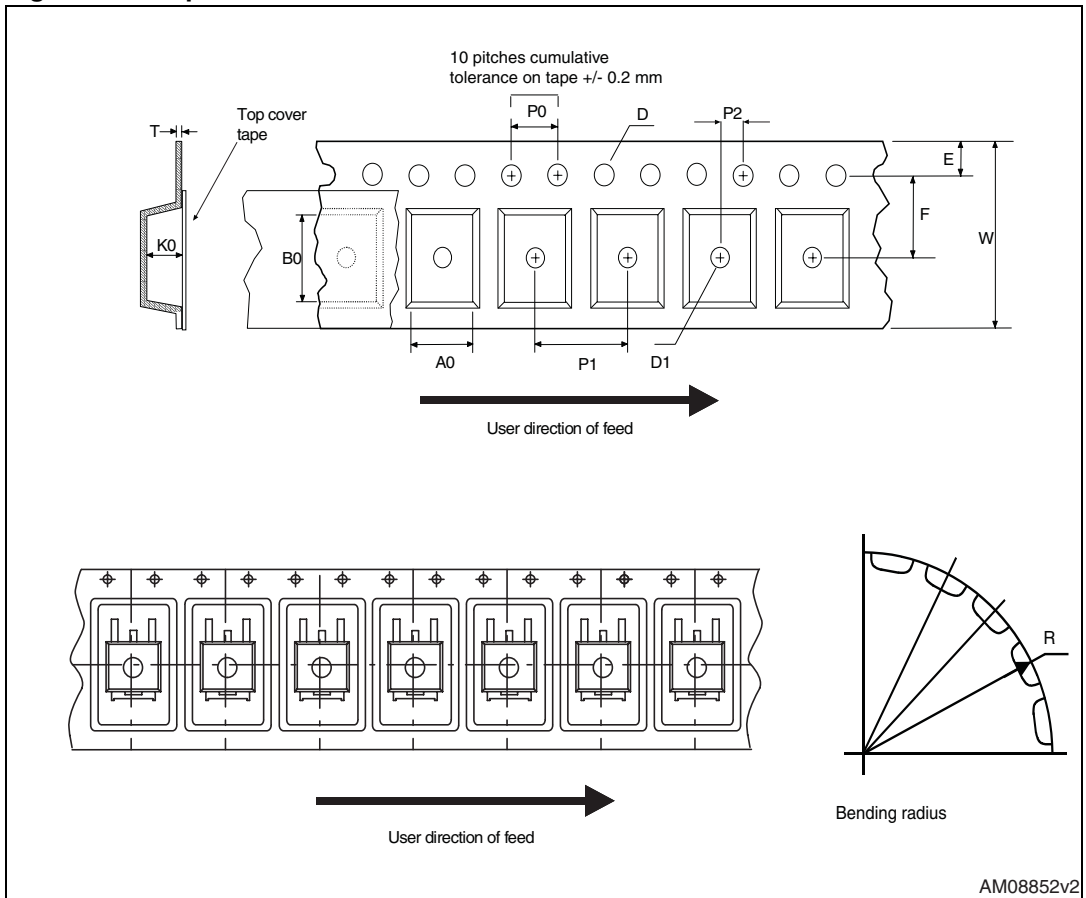 10 pitches cumulative
tolerance on tape +/- 0.2 mm
Top cover
tape
T
P0
D
P2
E
F
W
K0
B0
A0
P1
D1
User direction of feed
R
Bending radius
User direction of feed
AM08852v2